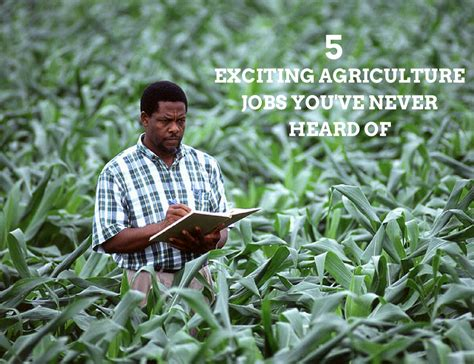 5
EXCITING AGRICULTURE
JOBS YOU'VE NEVER
HEARD OF